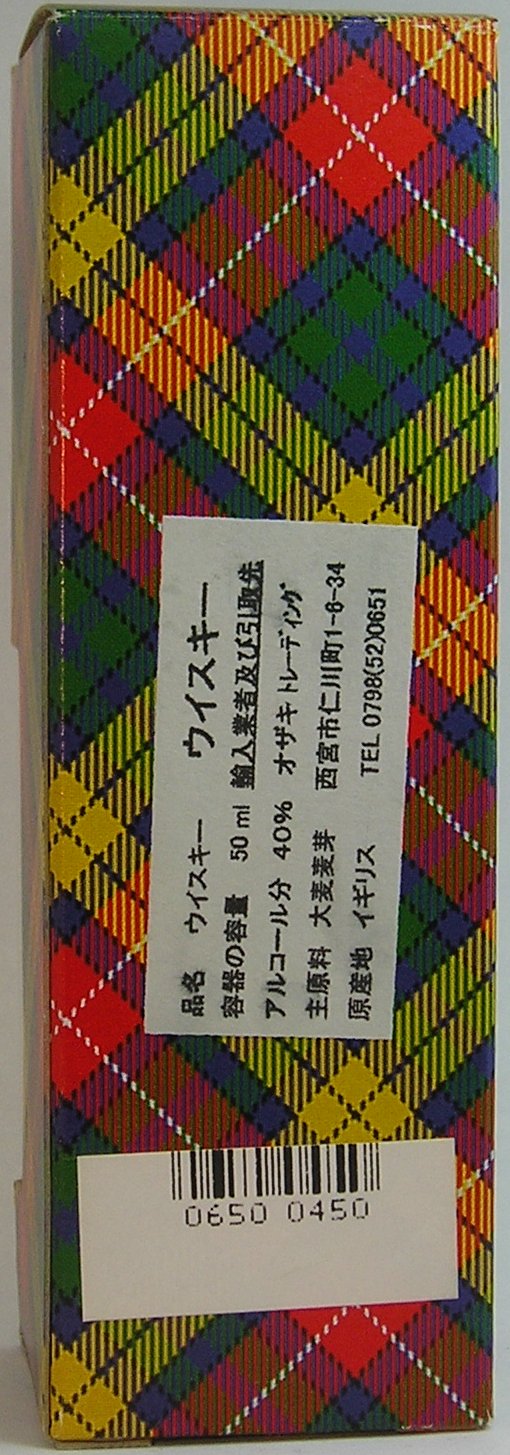 品名 ウイスキー ウイスキー
容器の容量 50 ml 輸入業者及び引取先
アルコール分 40% オザキトレーディング
主原料 大麦麦芽 西宮市仁川町1-6-34
原産地 イギリス TEL 0798(52)0651
0650 0450